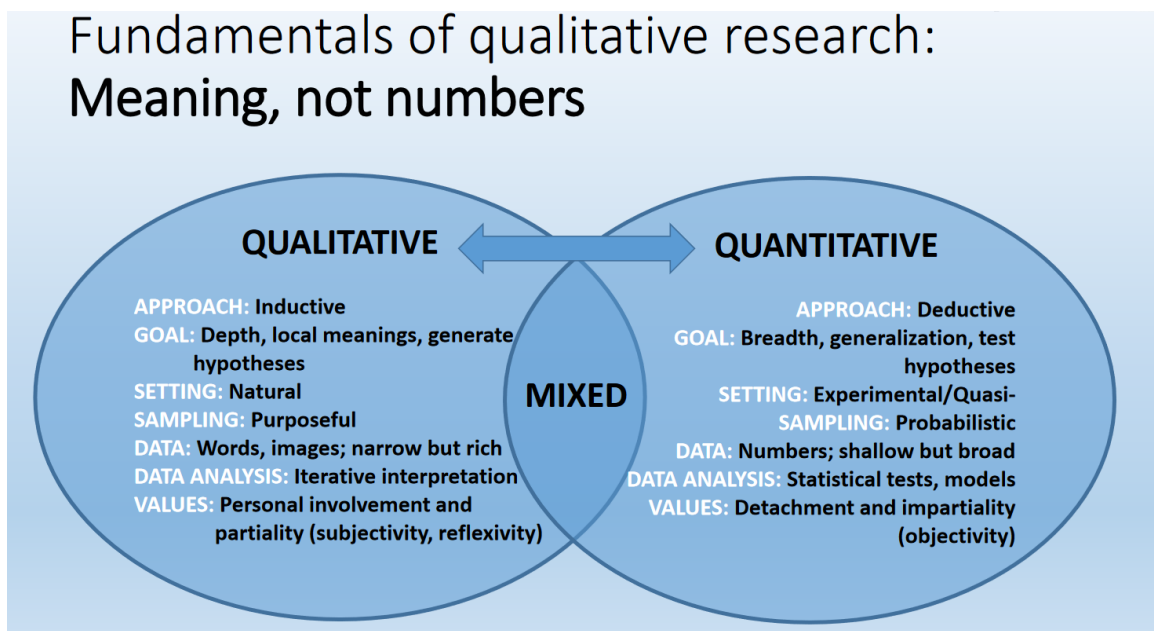 Fundamentals of qualitative research:
Meaning, not numbers
QUALITATIVE
APPROACH: Inductive
GOAL: Depth, local meanings, generate
hypotheses
SETTING: Natural
SAMPLING: Purposeful
DATA: Words, images; narrow but rich
DATA ANALYSIS: Iterative interpretation
VALUES: Personal involvement and
partiality (subjectivity, reflexivity)
MIXED
QUANTITATIVE
APPROACH: Deductive
GOAL: Breadth, generalization, test
hypotheses
SETTING: Experimental/Quasi-
SAMPLING: Probabilistic
DATA: Numbers; shallow but broad
DATA ANALYSIS: Statistical tests, models
VALUES: Detachment and impartiality
(objectivity)